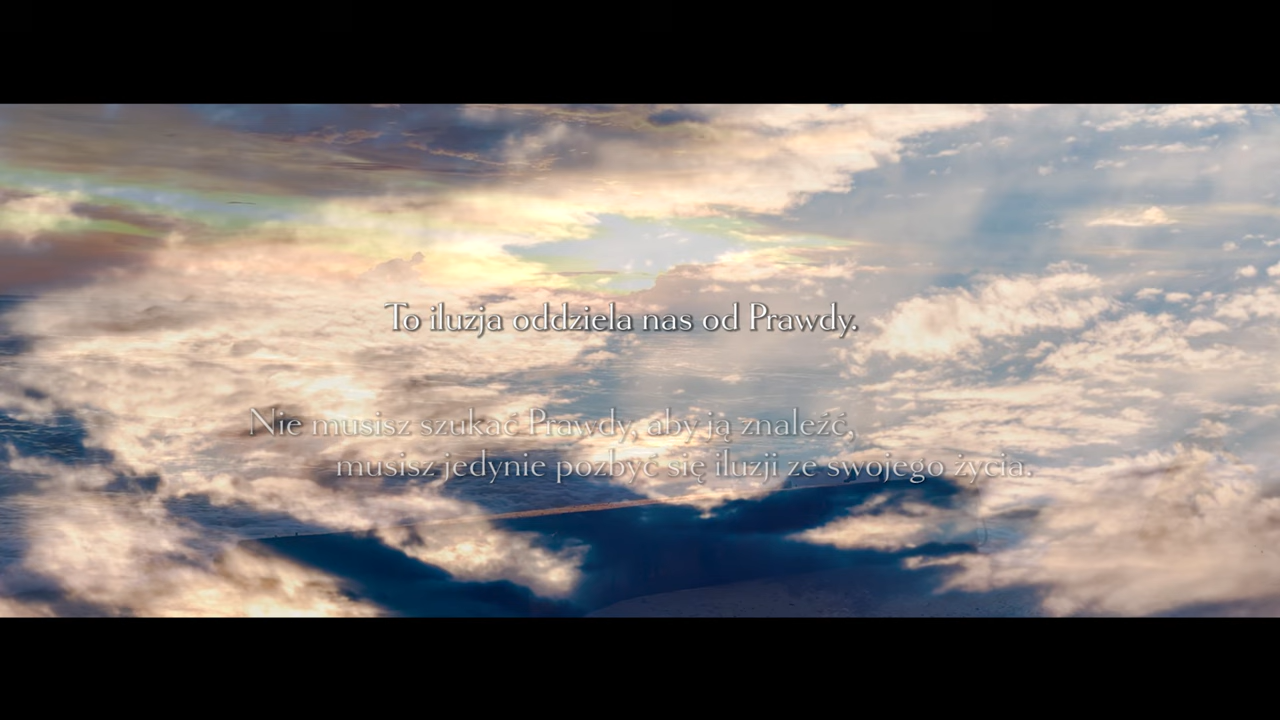 To iluzja oddziela nas od Prawdy.
Nie musisz szukać Prawdy, aby ją znaleźć,
musisz jedynie pozbyć się iluzji ze swojego życia.